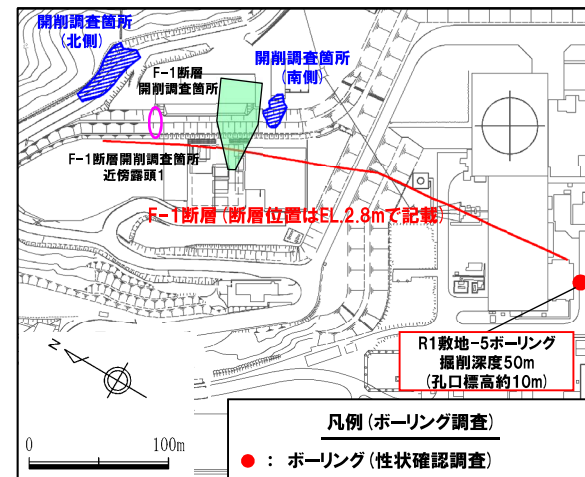 開削調査箇所
(北側)
F-1断層
開削調査箇所
開削調査箇所
(南側)
F-1断層開削調査箇所
近傍露頭1
F-1断層 (断層位置はEL.2.8mで記載)
R1敷地-5ボーリング
掘削深度50m
(孔口標高約10m)
N
0 100m
凡例 (ボーリング調査)
● : ボーリング (性状確認調査)